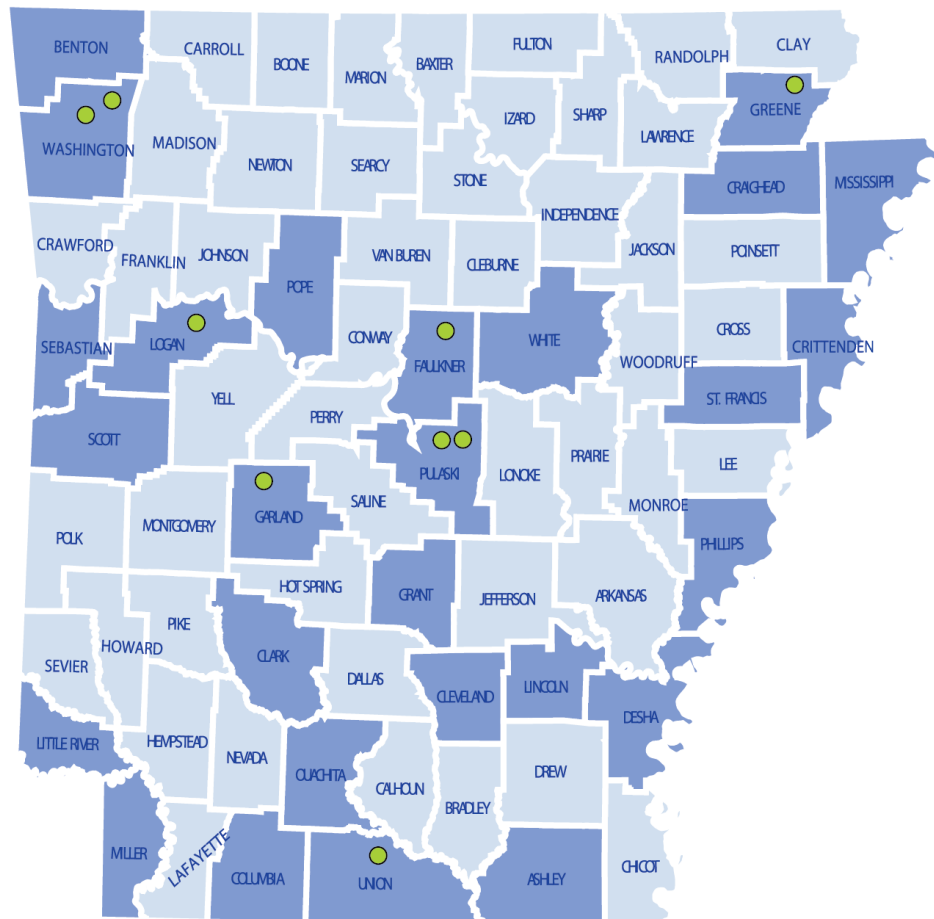 BENTON
CARROLL
BOONE
MARION
BAXTER
FULTON
RANDOLPH
CLAY
WASHINGTON
MADISON
NEWTON
SEARCY
STONE
IZARD
SHARP
LAWRENCE
GREENE
CRAIGHEAD
MISSISSIPPI
CRAWFORD
FRANKLIN
JOHNSON
POPE
VAN BUREN
CLEBURNE
INDEPENDENCE
JACKSON
POINSETT
SEBASTIAN
LOGAN
CONWAY
FAULKNER
WHITE
WOODRUFF
CROSS
CRITTENDEN
SCOTT
YELL
PERRY
PULASKI
LONOKE
PRAIRIE
MONROE
ST. FRANCIS
LEE
POLK
MONTGOMERY
GARLAND
SALINE
PHILLIPS
HOT SPRING
GRANT
JEFFERSON
ARKANSAS
SEVIER
HOWARD
PIKE
CLARK
DALLAS
CLEVELAND
LINCOLN
DESHA
LITTLE RIVER
HEMPSTEAD
NEVADA
OUACHITA
CALHOUN
BRADLEY
DREW
MILLER
LAFAYETTE
COLUMBIA
UNION
ASHLEY
CHICOT